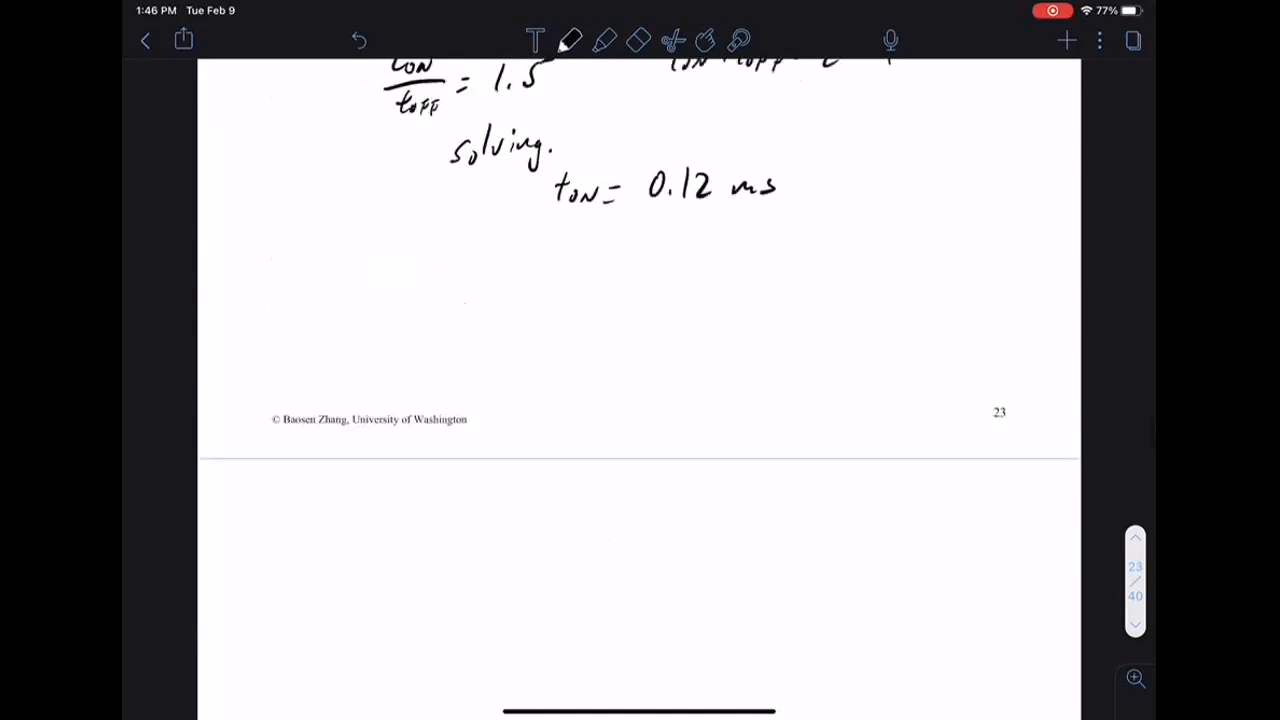 1:46 PM Tue Feb 9
77%
tON
tOFF = 1.5
solving.
tON = 0.12 ms
© Baosen Zhang, University of Washington
23
23
/
40